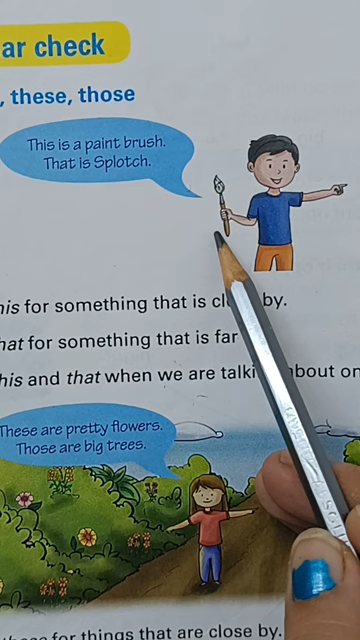 ar check
, these, those
This is a paint brush.
That is Splotch.
his for something that is cl by.
hat for something that is far
his and that when we are talki bout on
These are pretty flowers.
Those are big trees.
for things that are close by.